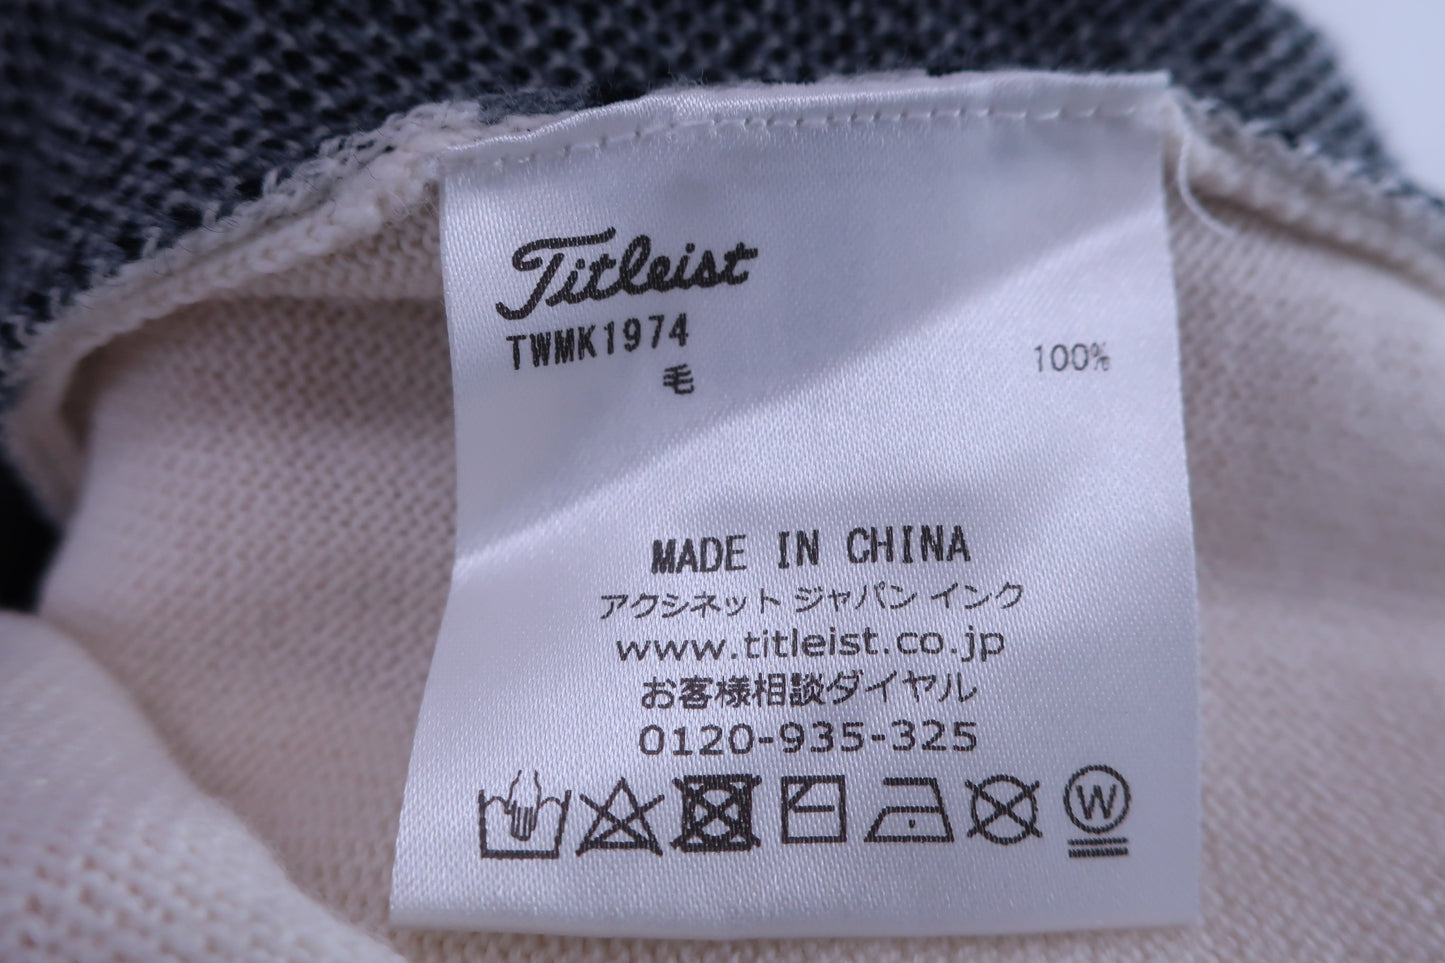 Titleist
TWMK1974
毛 100%
MADE IN CHINA
アクシネット ジャパン インク
www.titleist.co.jp
お客様相談ダイヤル
0120-935-325
W